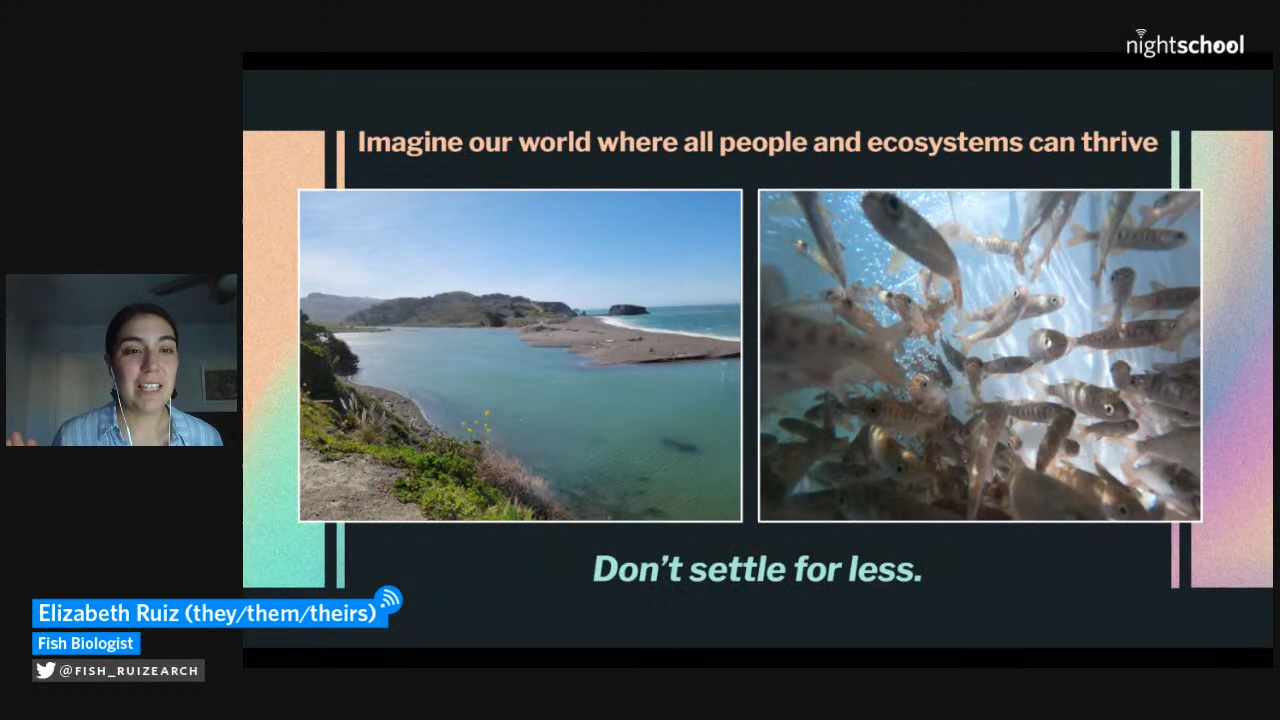 nightschool
Imagine our world where all people and ecosystems can thrive
Don't settle for less.
Elizabeth Ruiz (they/them/theirs)
Fish Biologist
@FISH_RUIZEARCH